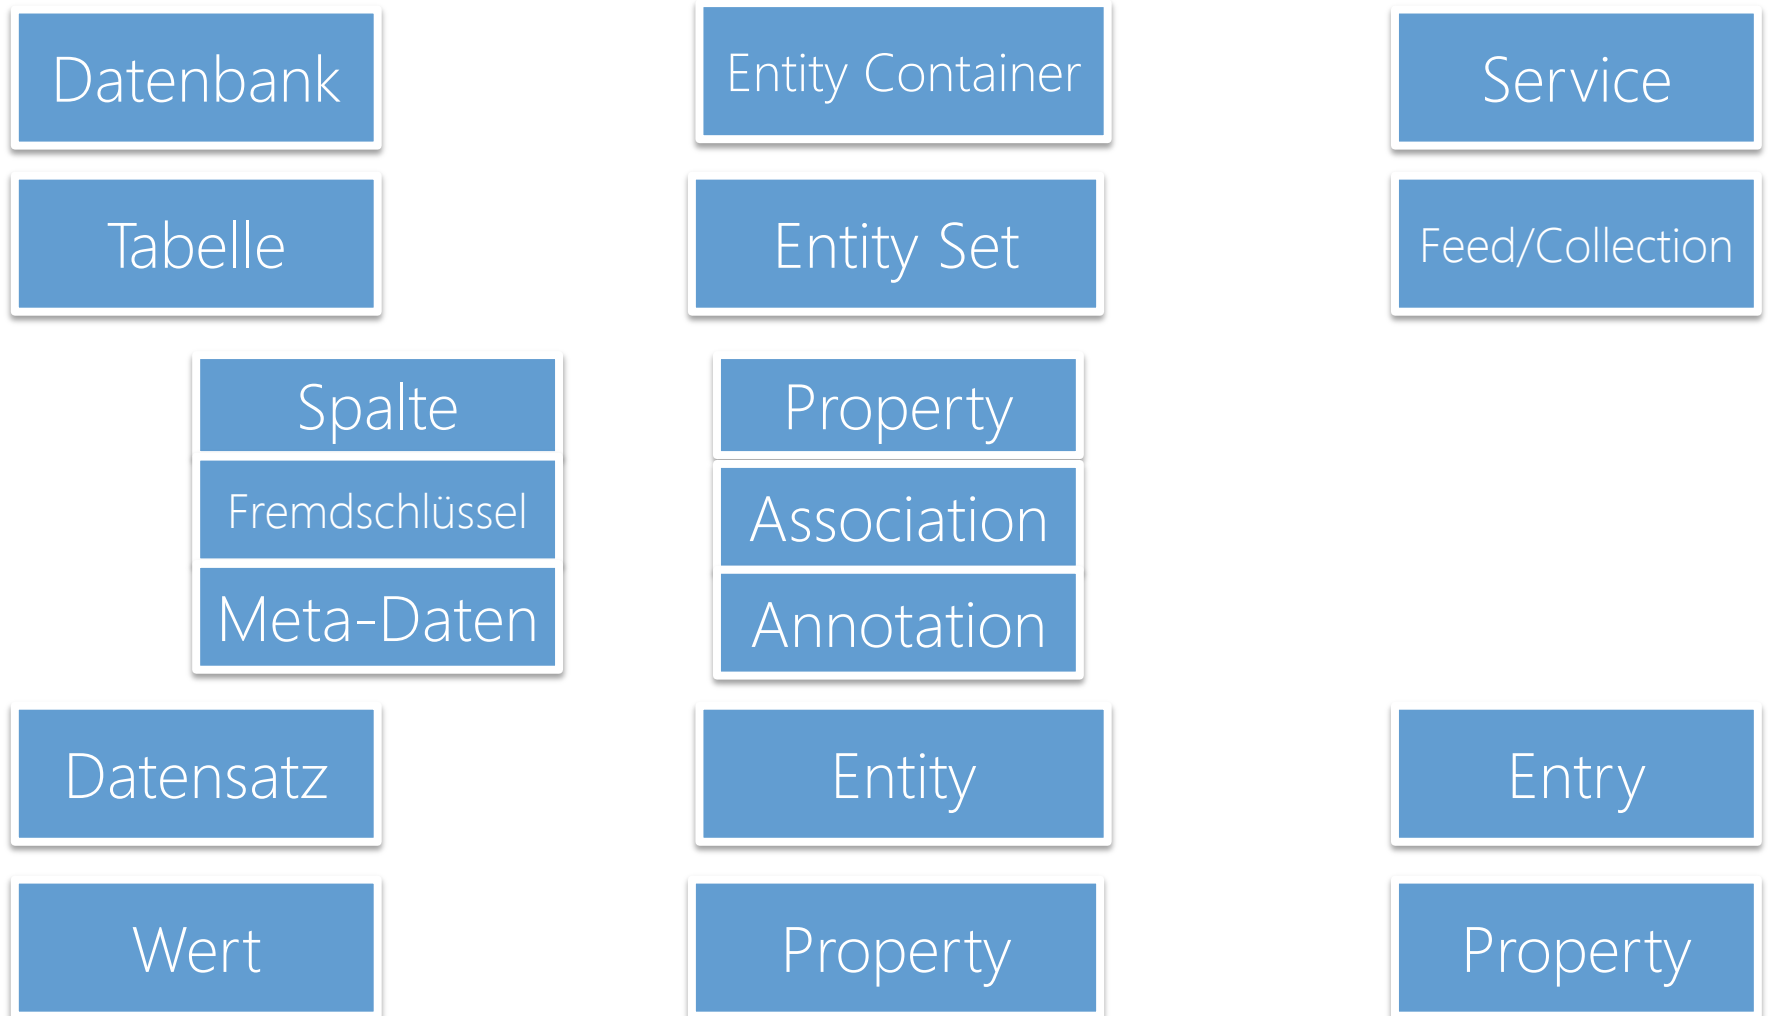 Datenbank
Entity Container
Service
Tabelle
Entity Set
Feed/Collection
Spalte
Property
Fremdschlüssel
Association
Meta-Daten
Annotation
Datensatz
Entity
Entry
Wert
Property
Property